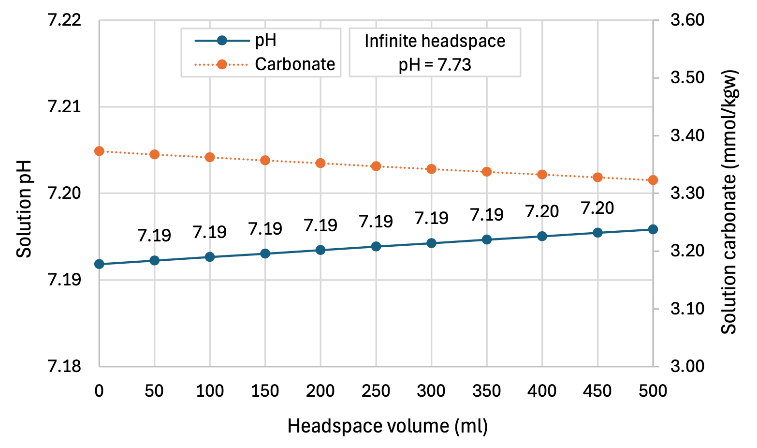 7.22
7.21
7.20
7.19
7.18
Solution pH
pH
Carbonate
Infinite headspace
pH = 7.73
7.19 7.19 7.19 7.19 7.19 7.19 7.19 7.20 7.20
3.60
3.50
3.40
3.30
3.20
3.10
3.00
Solution carbonate (mmol/kgw)
0 50 100 150 200 250 300 350 400 450 500
Headspace volume (ml)